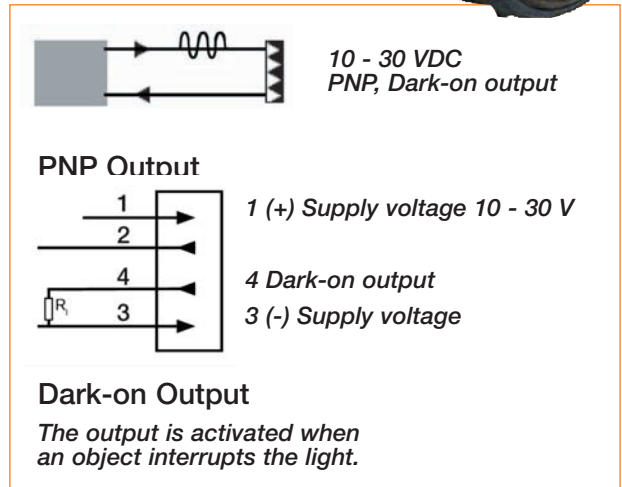 10 - 30 VDC
PNP, Dark-on output
PNP Output
1
1 (+) Supply voltage 10 - 30 V
2
4
4 Dark-on output
Ri
3
3 (-) Supply voltage
Dark-on Output
The output is activated when
an object interrupts the light.